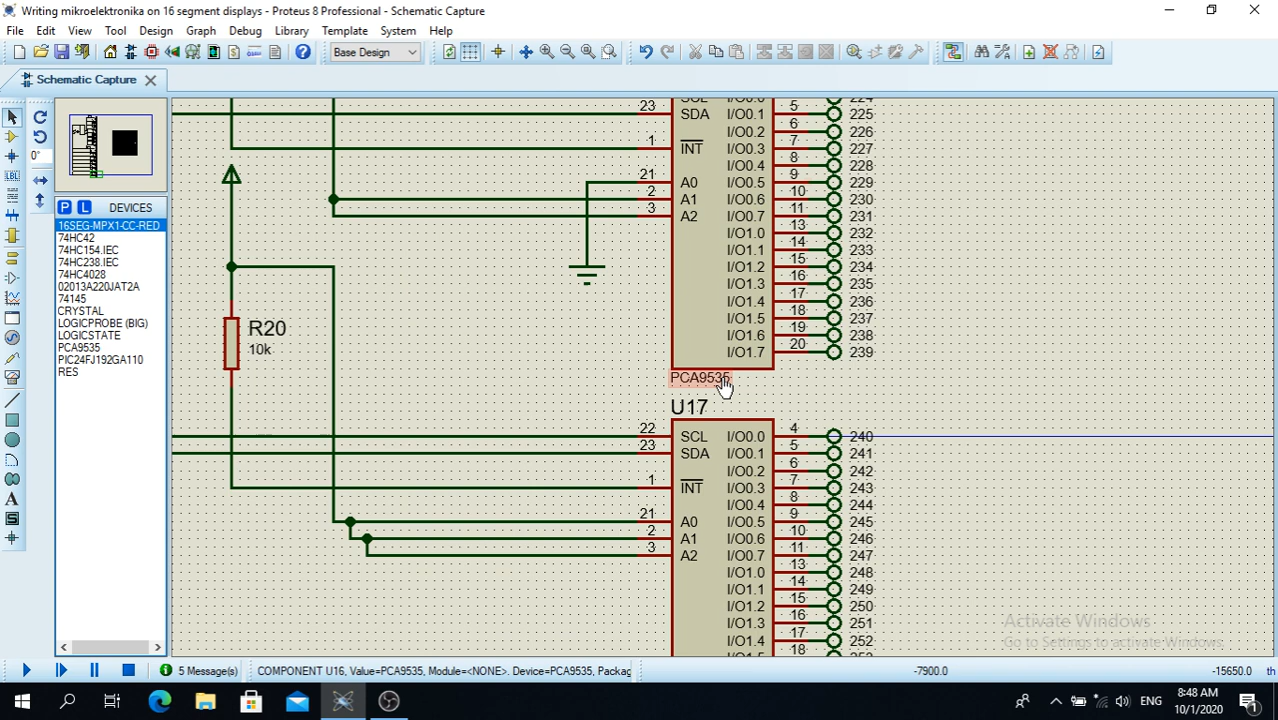 Writing mikroelektronika on 16 segment displays - Proteus 8 Professional - Schematic Capture
File Edit View Tool Design Graph Debug Library Template System Help
Base Design
Schematic Capture
0°
P L DEVICES
16SEG-MPX1-CC-RED
74HC42
74HC154.IEC
74HC238.IEC
74HC4028
02013A220JAT2A
74145
CRYSTAL
LOGICPROBE (BIG)
LOGICSTATE
PCA9535
PIC24FJ192GA110
RES
SCL I/O0.0 224
23 SDA I/O0.1 5 225
I/O0.2 6 226
1 INT I/O0.3 7 227
I/O0.4 8 228
21 A0 I/O0.5 9 229
2 A1 I/O0.6 10 230
3 A2 I/O0.7 11 231
I/O1.0 13 232
I/O1.1 14 233
I/O1.2 15 234
I/O1.3 16 235
I/O1.4 17 236
I/O1.5 18 237
I/O1.6 19 238
I/O1.7 20 239
R20
10k
PCA9535
U17
22 SCL I/O0.0 4 240
23 SDA I/O0.1 5 241
I/O0.2 6 242
1 INT I/O0.3 7 243
I/O0.4 8 244
21 A0 I/O0.5 9 245
2 A1 I/O0.6 10 246
3 A2 I/O0.7 11 247
I/O1.0 13 248
I/O1.1 14 249
I/O1.2 15 250
I/O1.3 16 251
I/O1.4 17 252
I/O1.5 18 253
Activate Windows
Go to Settings to activate Windows.
5 Message(s) COMPONENT U16, Value=PCA9535, Module=<NONE>, Device=PCA9535, Packag -7900.0 -15650.0 th
ENG
8:48 AM
10/1/2020
1